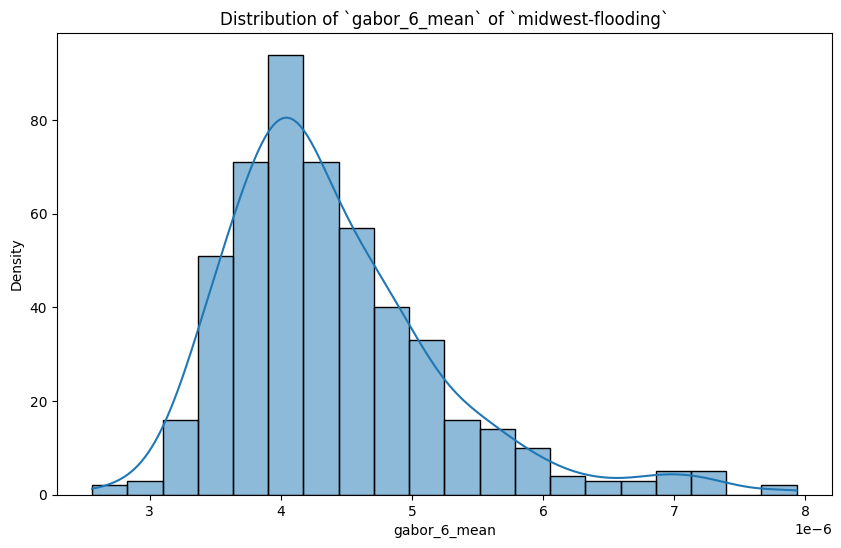 Distribution of `gabor_6_mean` of `midwest-flooding`
Density
80
60
40
20
0
3 4 5 6 7 8
1e−6
gabor_6_mean